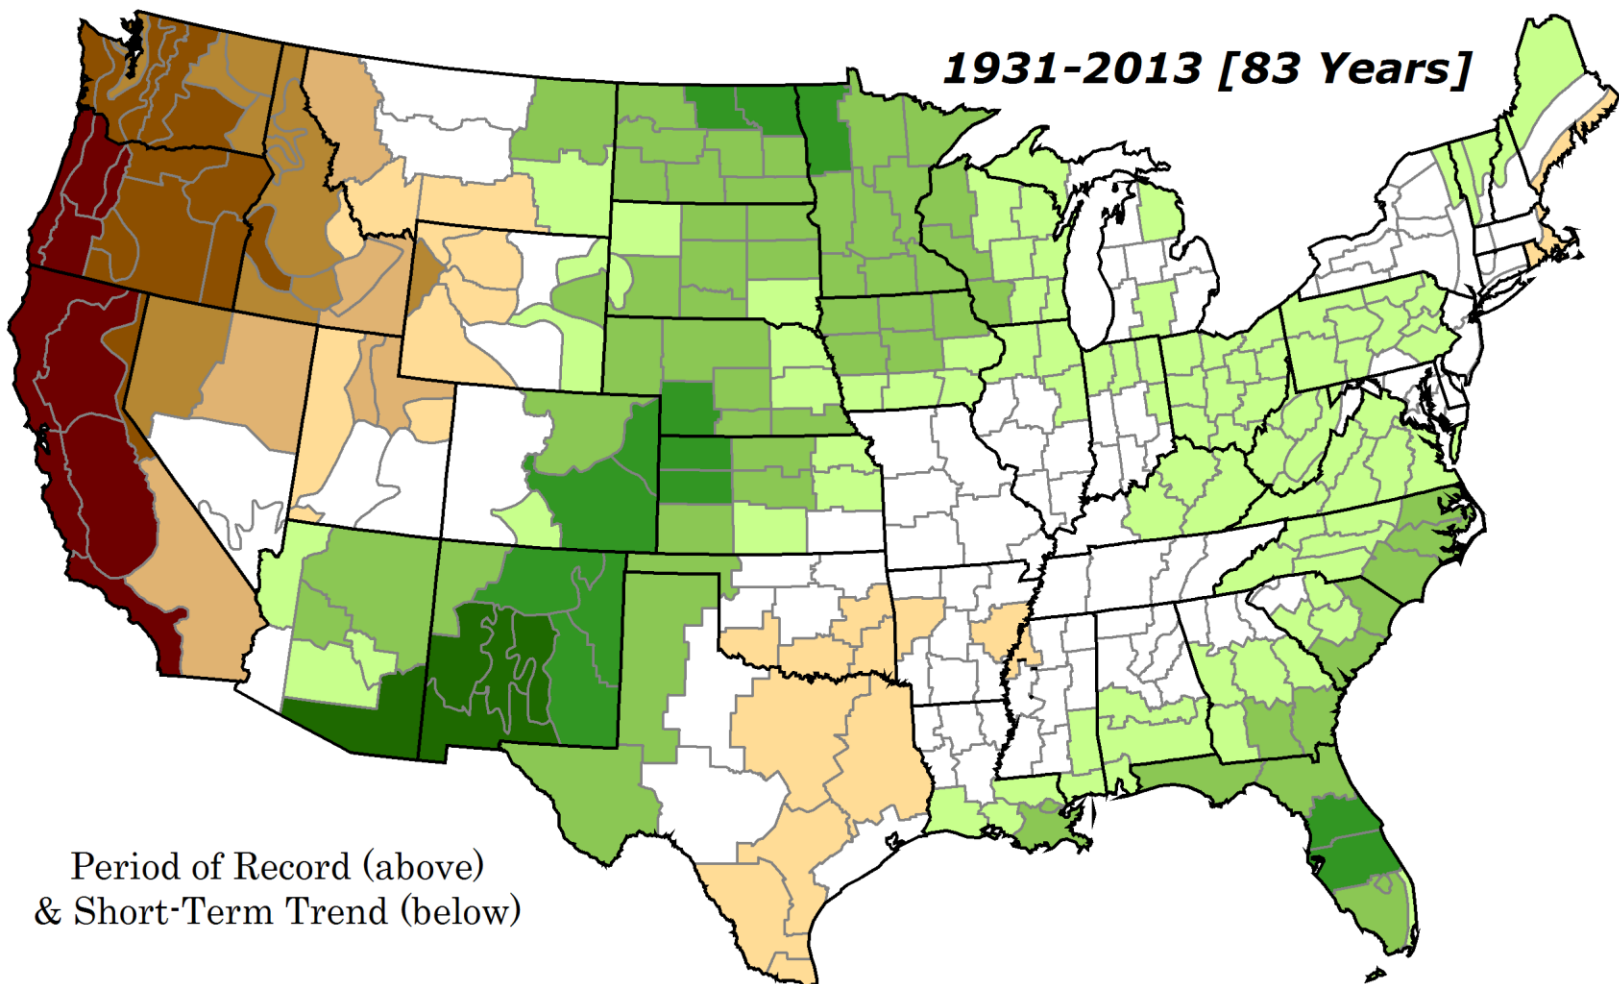 1931-2013 [83 Years]
Period of Record (above)
& Short-Term Trend (below)